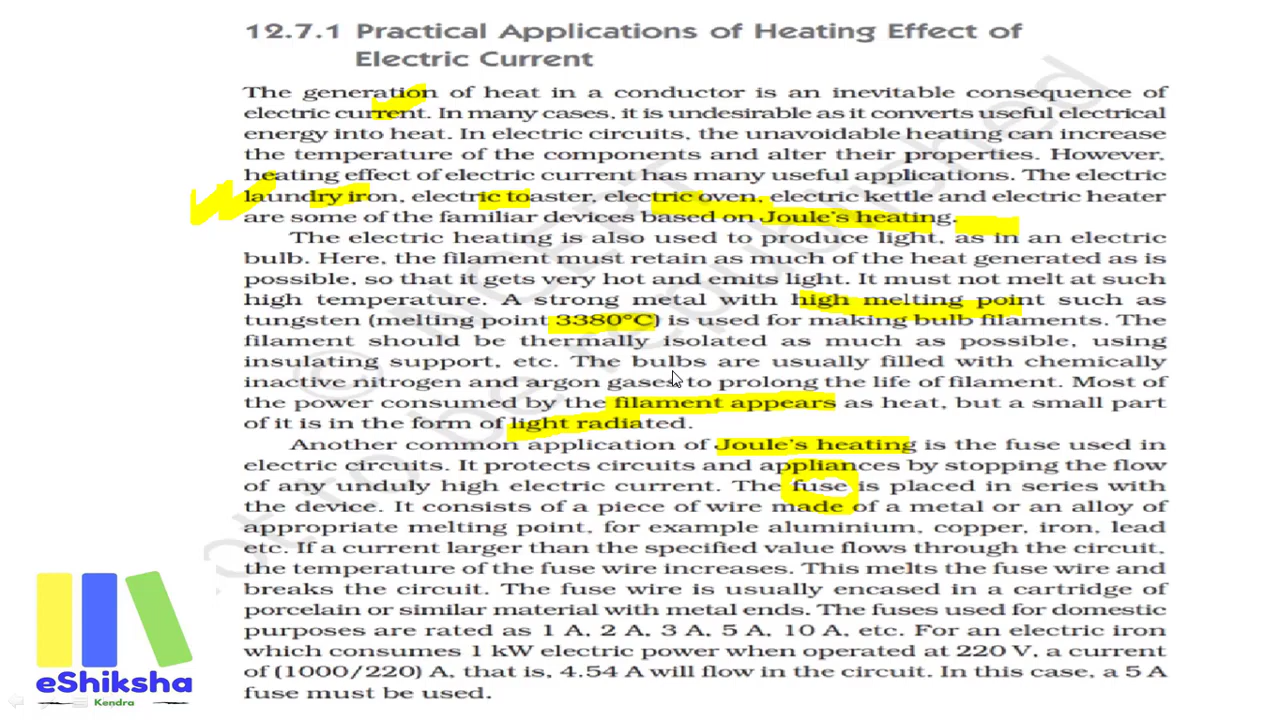 12.7.1 Practical Applications of Heating Effect of
Electric Current
The generation of heat in a conductor is an inevitable consequence of
electric current. In many cases, it is undesirable as it converts useful electrical
energy into heat. In electric circuits, the unavoidable heating can increase
the temperature of the components and alter their properties. However,
heating effect of electric current has many useful applications. The electric
laundry iron, electric toaster, electric oven, electric kettle and electric heater
are some of the familiar devices based on Joule's heating.
The electric heating is also used to produce light, as in an electric
bulb. Here, the filament must retain as much of the heat generated as is
possible, so that it gets very hot and emits light. It must not melt at such
high temperature. A strong metal with high melting point such as
tungsten (melting point 3380°C) is used for making bulb filaments. The
filament should be thermally isolated as much as possible, using
insulating support, etc. The bulbs are usually filled with chemically
inactive nitrogen and argon gases to prolong the life of filament. Most of
the power consumed by the filament appears as heat, but a small part
of it is in the form of light radiated.
Another common application of Joule's heating is the fuse used in
electric circuits. It protects circuits and appliances by stopping the flow
of any unduly high electric current. The fuse is placed in series with
the device. It consists of a piece of wire made of a metal or an alloy of
appropriate melting point, for example aluminium, copper, iron, lead
etc. If a current larger than the specified value flows through the circuit,
the temperature of the fuse wire increases. This melts the fuse wire and
breaks the circuit. The fuse wire is usually encased in a cartridge of
porcelain or similar material with metal ends. The fuses used for domestic
purposes are rated as 1 A, 2 A, 3 A, 5 A, 10 A, etc. For an electric iron
which consumes 1 kW electric power when operated at 220 V, a current
of (1000/220) A, that is, 4.54 A will flow in the circuit. In this case, a 5 A
fuse must be used.
© NCERT
not to be republished
eShiksha
Kendra